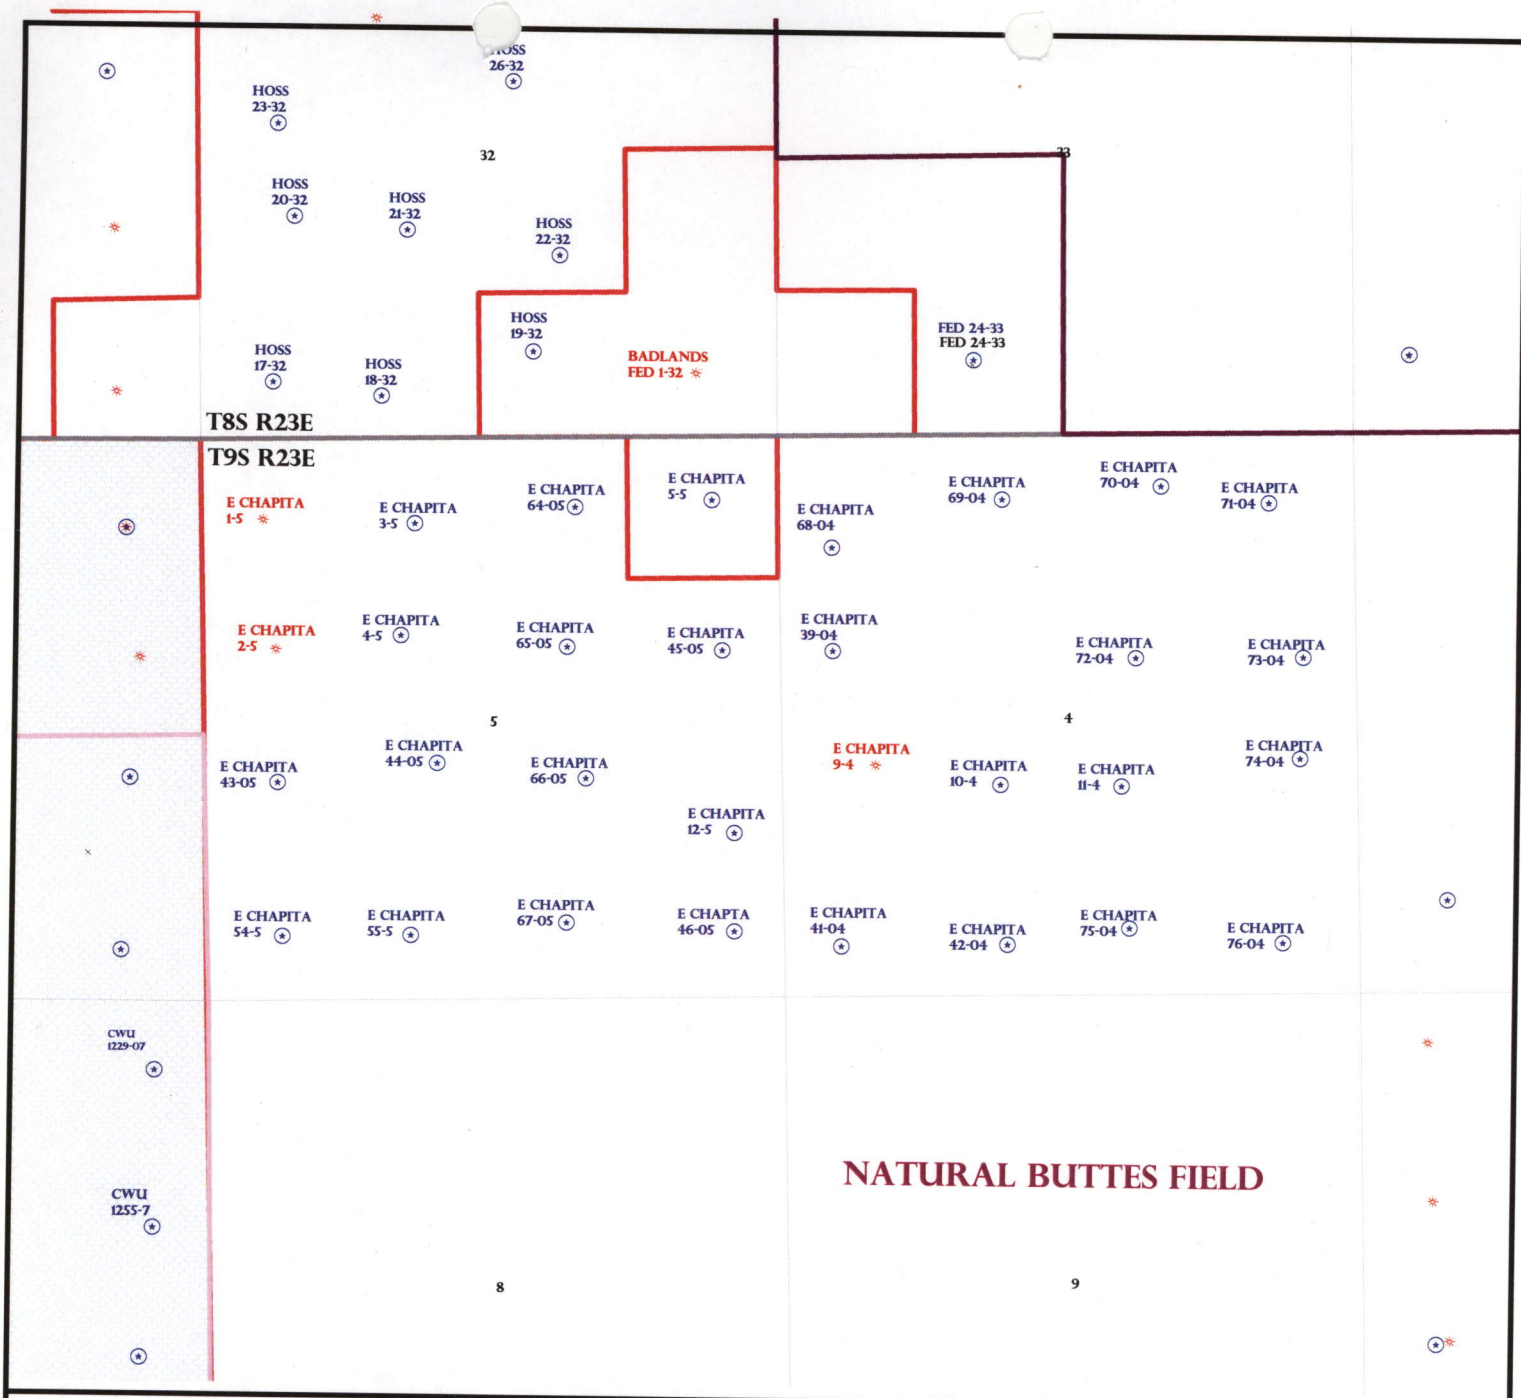 HOSS
26-32
HOSS
23-32
32
33
HOSS
20-32
HOSS
21-32
HOSS
22-32
HOSS
19-32
FED 24-33
FED 24-33
HOSS
17-32
HOSS
18-32
BADLANDS
FED 1-32
T8S R23E
T9S R23E
E CHAPITA
1-5
E CHAPITA
3-5
E CHAPITA
64-05
E CHAPITA
5-5
E CHAPITA
68-04
E CHAPITA
69-04
E CHAPITA
70-04
E CHAPITA
71-04
E CHAPITA
2-5
E CHAPITA
4-5
E CHAPITA
65-05
E CHAPITA
45-05
E CHAPITA
39-04
E CHAPITA
72-04
E CHAPITA
73-04
5
4
E CHAPITA
43-05
E CHAPITA
44-05
E CHAPITA
66-05
E CHAPITA
12-5
E CHAPITA
9-4
E CHAPITA
10-4
E CHAPITA
11-4
E CHAPITA
74-04
E CHAPITA
54-5
E CHAPITA
55-5
E CHAPITA
67-05
E CHAPTA
46-05
E CHAPITA
41-04
E CHAPITA
42-04
E CHAPITA
75-04
E CHAPITA
76-04
CWU
1229-07
CWU
1255-7
NATURAL BUTTES FIELD
8
9